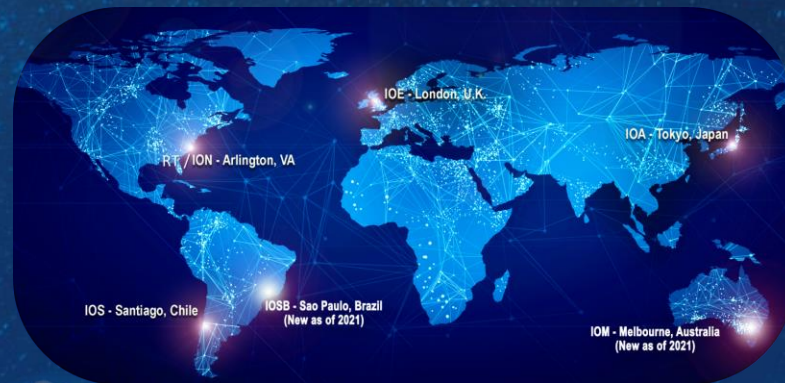 IOE - London, U.K.
IOA - Tokyo, Japan
RT/ION - Arlington, VA
IOS - Santiago, Chile
IOSB - Sao Paulo, Brazil
(New as of 2021)
IOM - Melbourne, Australia
(New as of 2021)